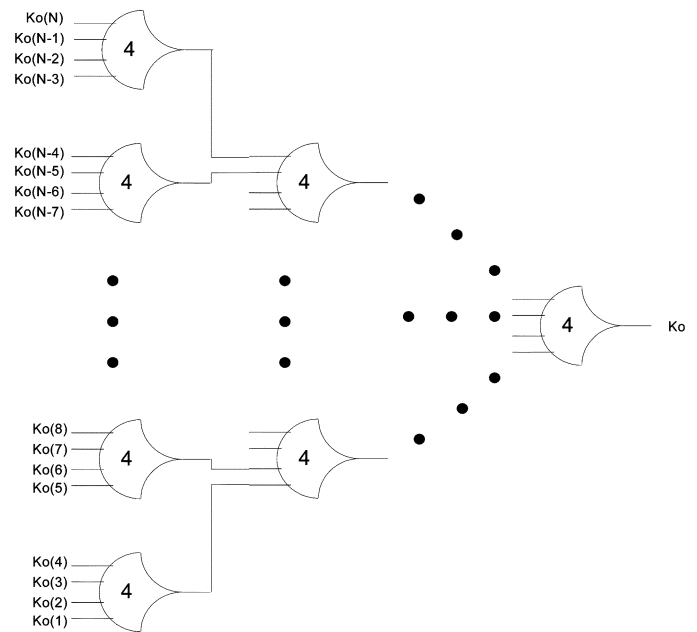 Ko(N)
Ko(N-1)
Ko(N-2)
Ko(N-3)
4
Ko(N-4)
Ko(N-5)
Ko(N-6)
Ko(N-7)
4
4
4
Ko
Ko(8)
Ko(7)
Ko(6)
Ko(5)
4
4
Ko(4)
Ko(3)
Ko(2)
Ko(1)
4